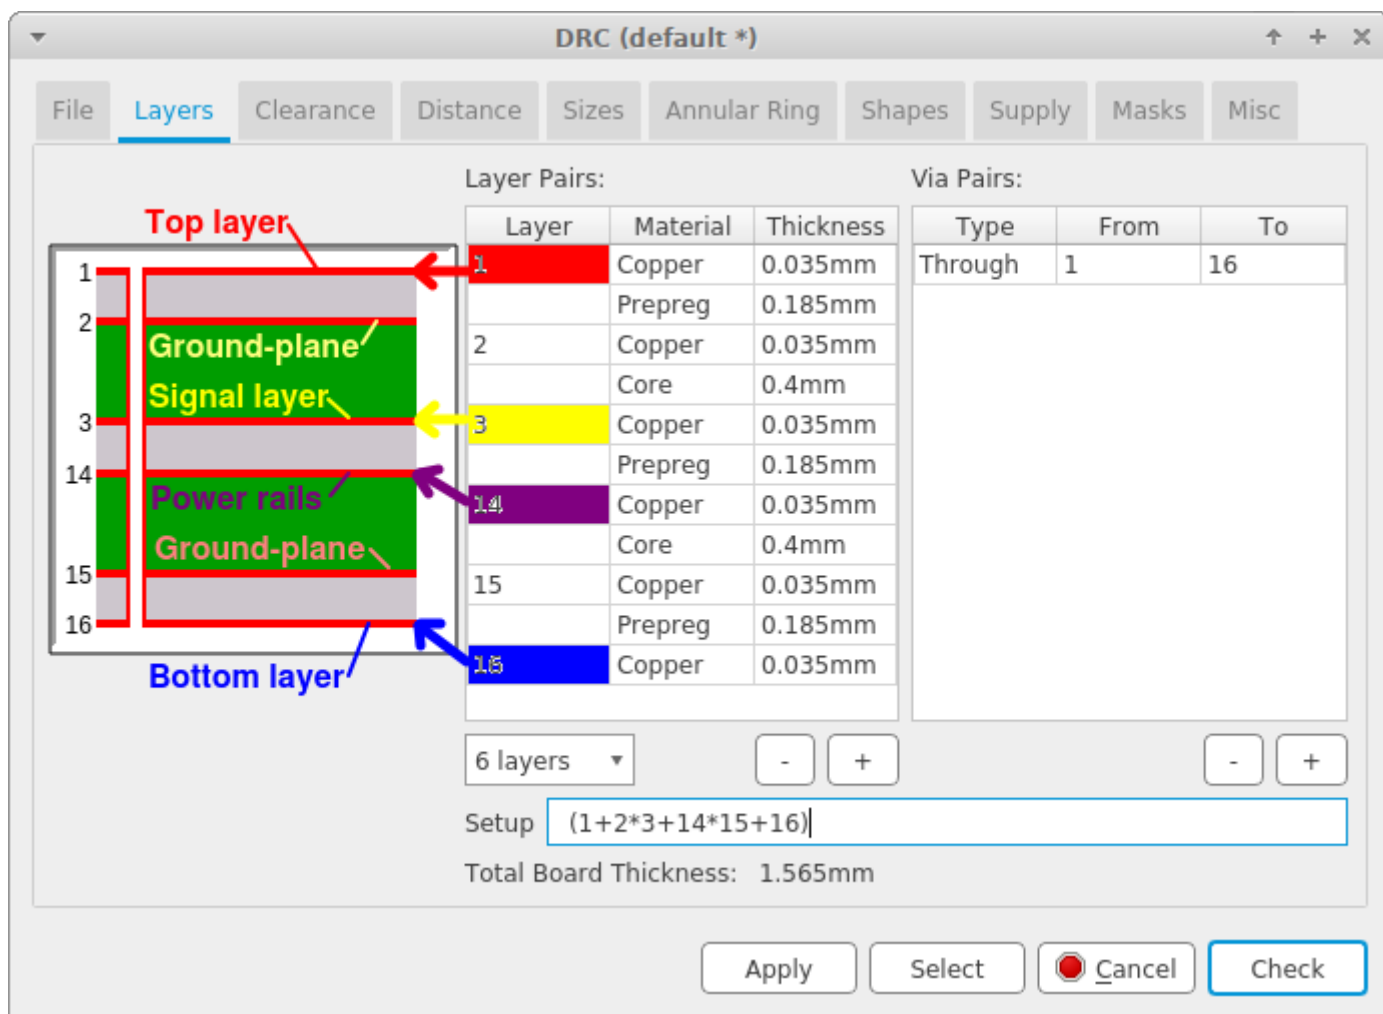 DRC (default *)
File Layers Clearance Distance Sizes Annular Ring Shapes Supply Masks Misc
Layer Pairs:
Via Pairs:
Top layer
1
2
Ground-plane
Signal layer
3
14
Power rails
Ground-plane
15
16
Bottom layer
Layer Material Thickness
1 Copper 0.035mm
Prepreg 0.185mm
2 Copper 0.035mm
Core 0.4mm
3 Copper 0.035mm
Prepreg 0.185mm
14 Copper 0.035mm
Core 0.4mm
15 Copper 0.035mm
Prepreg 0.185mm
16 Copper 0.035mm
Type From To
Through 1 16
6 layers - +
- +
Setup (1+2*3+14*15+16)
Total Board Thickness: 1.565mm
Apply Select Cancel Check